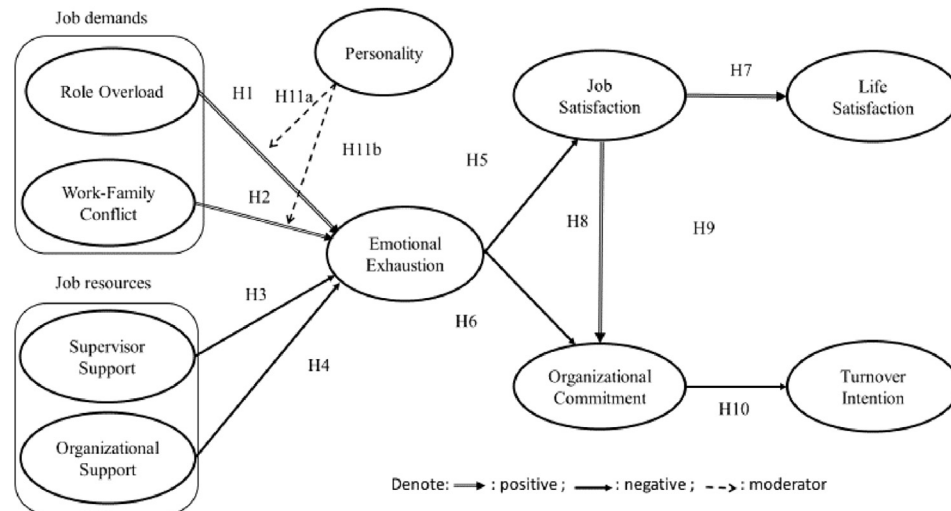 Job demands
Role Overload
Work-Family
Conflict
Job resources
Supervisor
Support
Organizational
Support
Personality
H1
H11a
H11b
H2
H3
H4
Emotional
Exhaustion
H5
H6
Job
Satisfaction
H7
Life
Satisfaction
H8
H9
Organizational
Commitment
H10
Turnover
Intention
Denote: : positive ; : negative ; : moderator